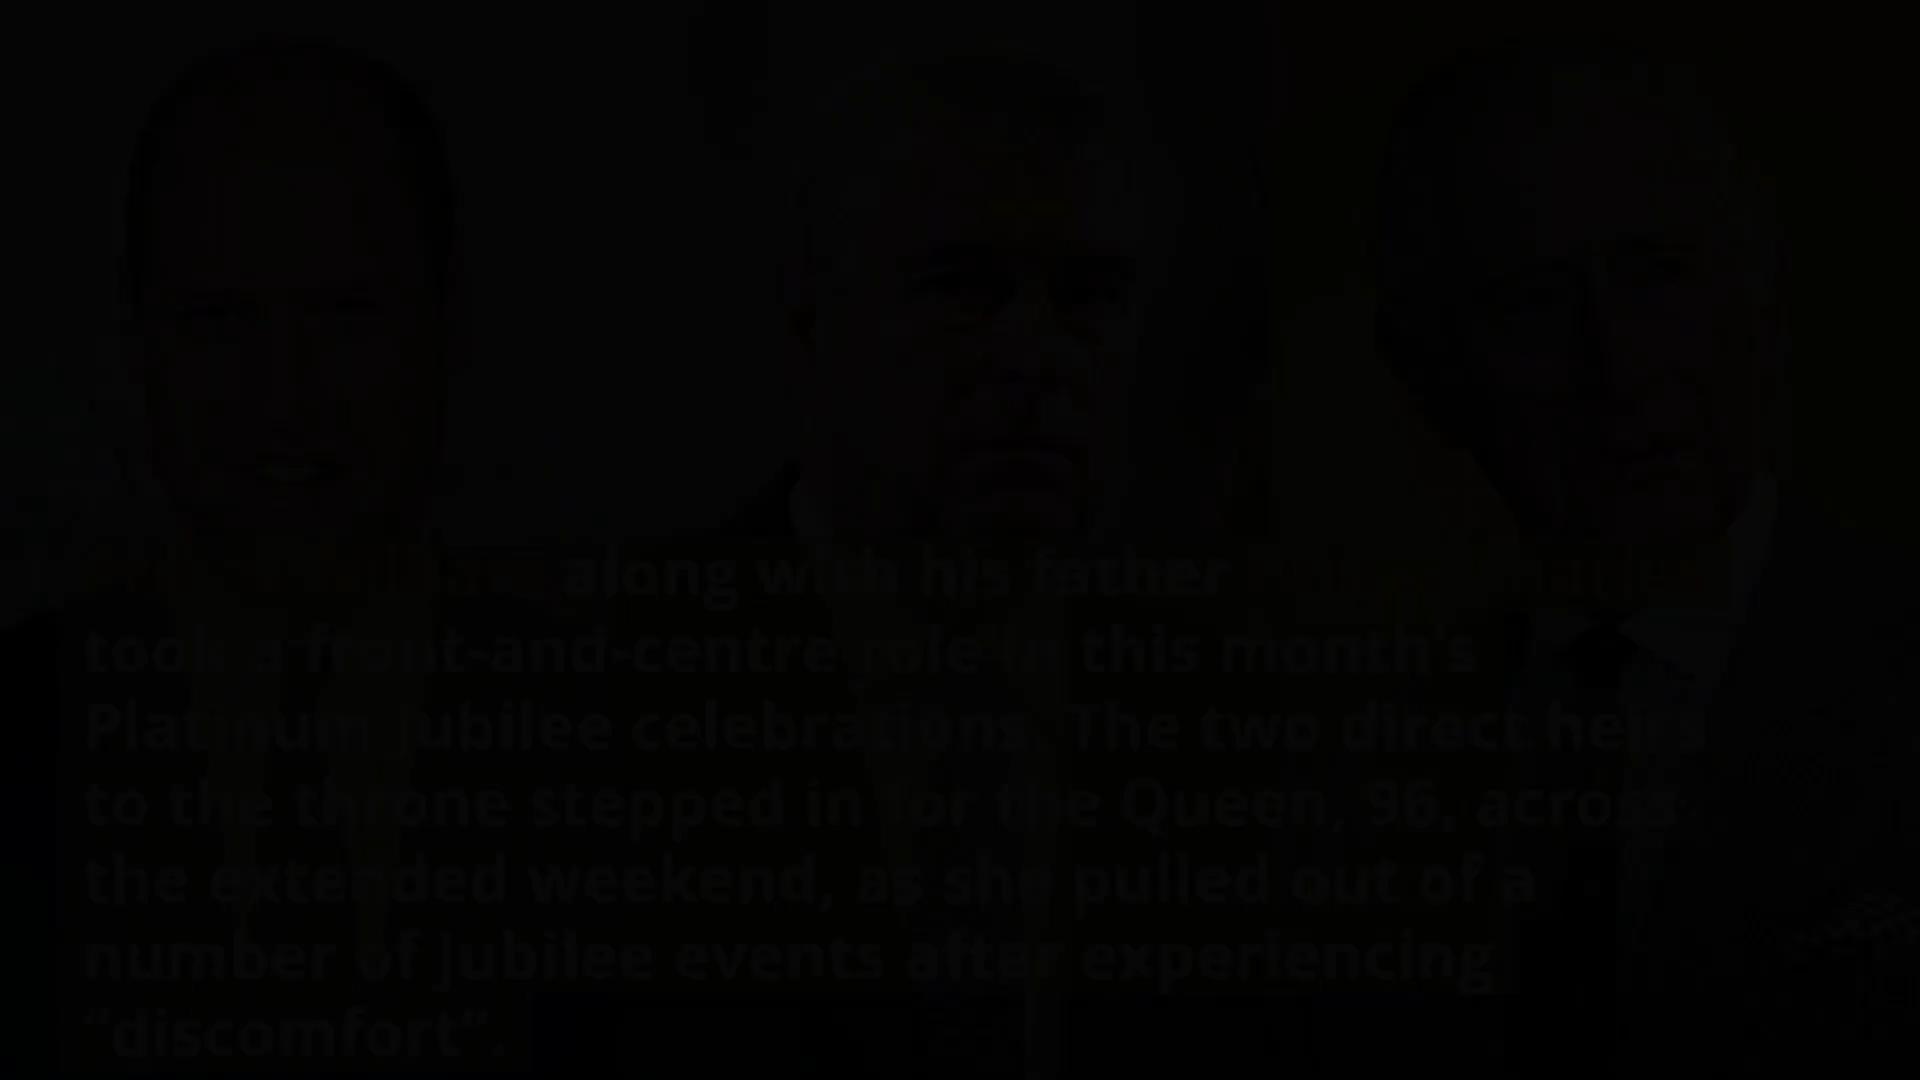 along with his father
took a front-and-centre role in this month's
Platinum Jubilee celebrations. The two direct heirs
to the throne stepped in for the Queen, 96, across
the extended weekend, as she pulled out of a
number of Jubilee events after experiencing
“discomfort”.